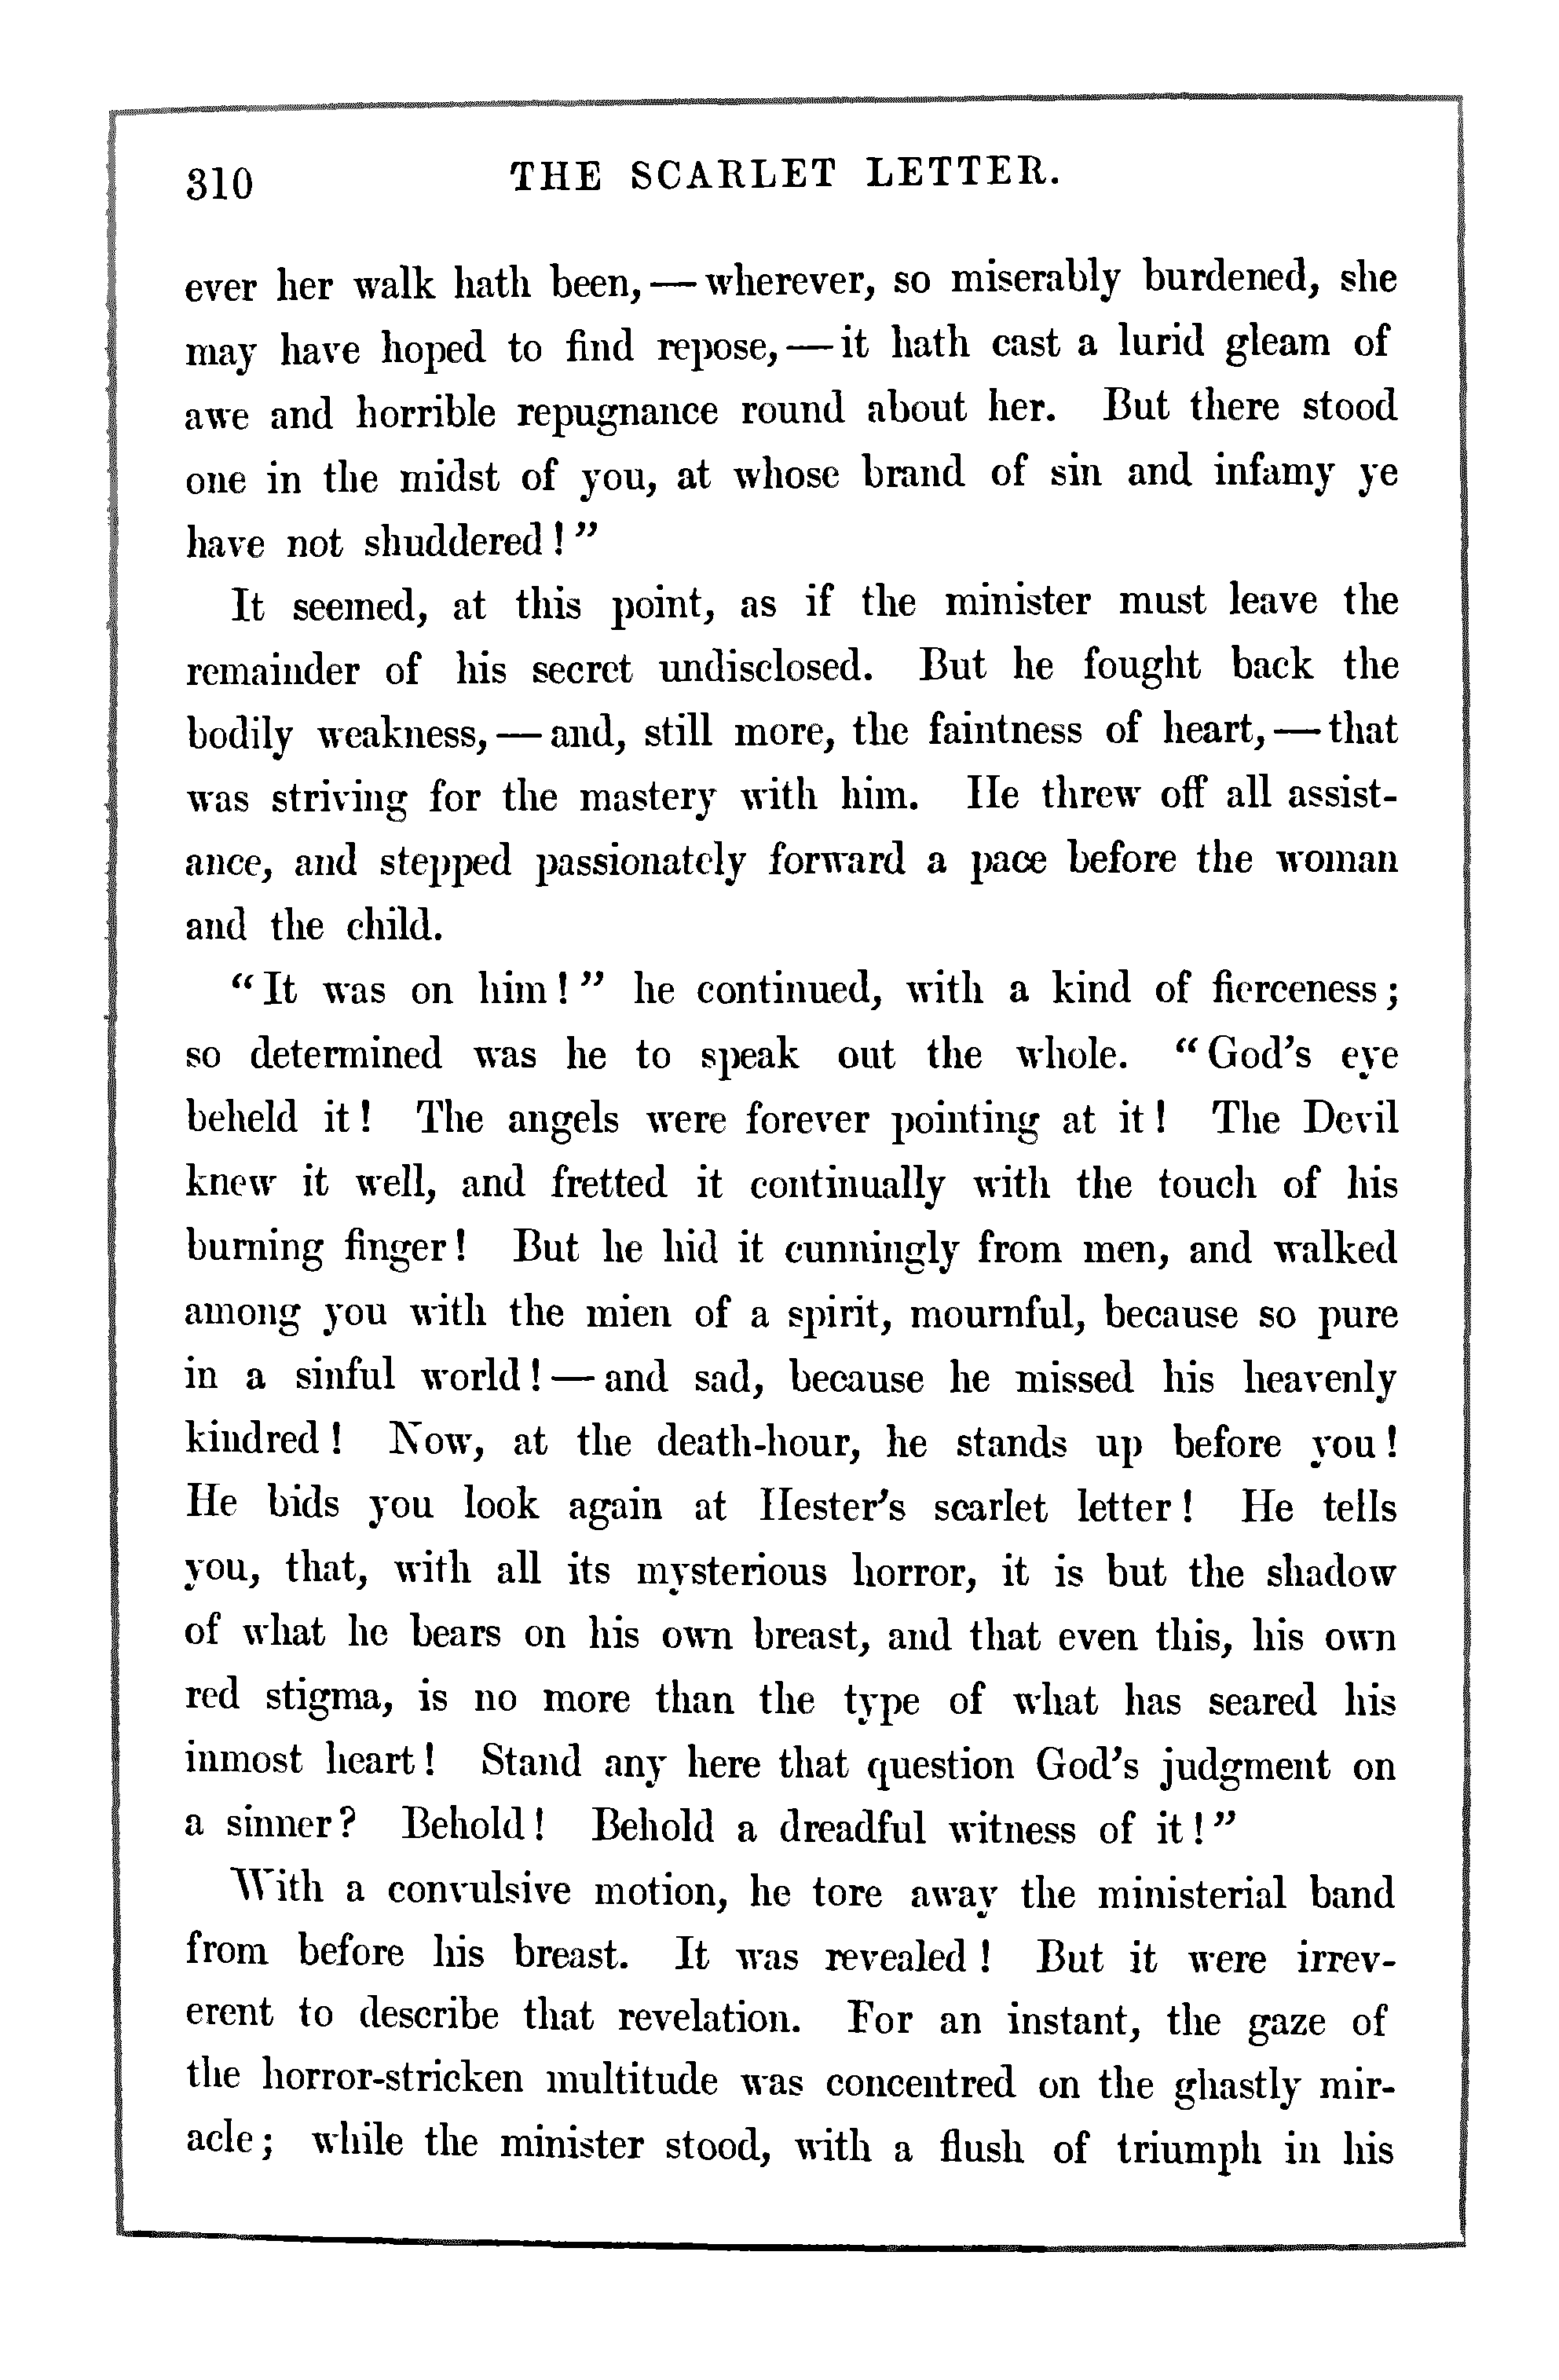 310 THE SCARLET LETTER.
ever her walk hath been, — wherever, so miserably burdened, she
may have hoped to find repose, — it hath cast a lurid gleam of
awe and horrible repugnance round about her. But there stood
one in the midst of you, at whose brand of sin and infamy ye
have not shuddered!”
It seemed, at this point, as if the minister must leave the
remainder of his secret undisclosed. But he fought back the
bodily weakness, — and, still more, the faintness of heart, — that
was striving for the mastery with him. He threw off all assist-
ance, and stepped passionately forward a pace before the woman
and the child.
“It was on him!” he continued, with a kind of fierceness;
so determined was he to speak out the whole. “God’s eye
beheld it! The angels were forever pointing at it! The Devil
knew it well, and fretted it continually with the touch of his
burning finger! But he hid it cunningly from men, and walked
among you with the mien of a spirit, mournful, because so pure
in a sinful world! — and sad, because he missed his heavenly
kindred! Now, at the death-hour, he stands up before you!
He bids you look again at Hester’s scarlet letter! He tells
you, that, with all its mysterious horror, it is but the shadow
of what he bears on his own breast, and that even this, his own
red stigma, is no more than the type of what has seared his
inmost heart! Stand any here that question God’s judgment on
a sinner? Behold! Behold a dreadful witness of it!”
With a convulsive motion, he tore away the ministerial band
from before his breast. It was revealed! But it were irrev-
erent to describe that revelation. For an instant, the gaze of
the horror-stricken multitude was concentred on the ghastly mir-
acle; while the minister stood, with a flush of triumph in his